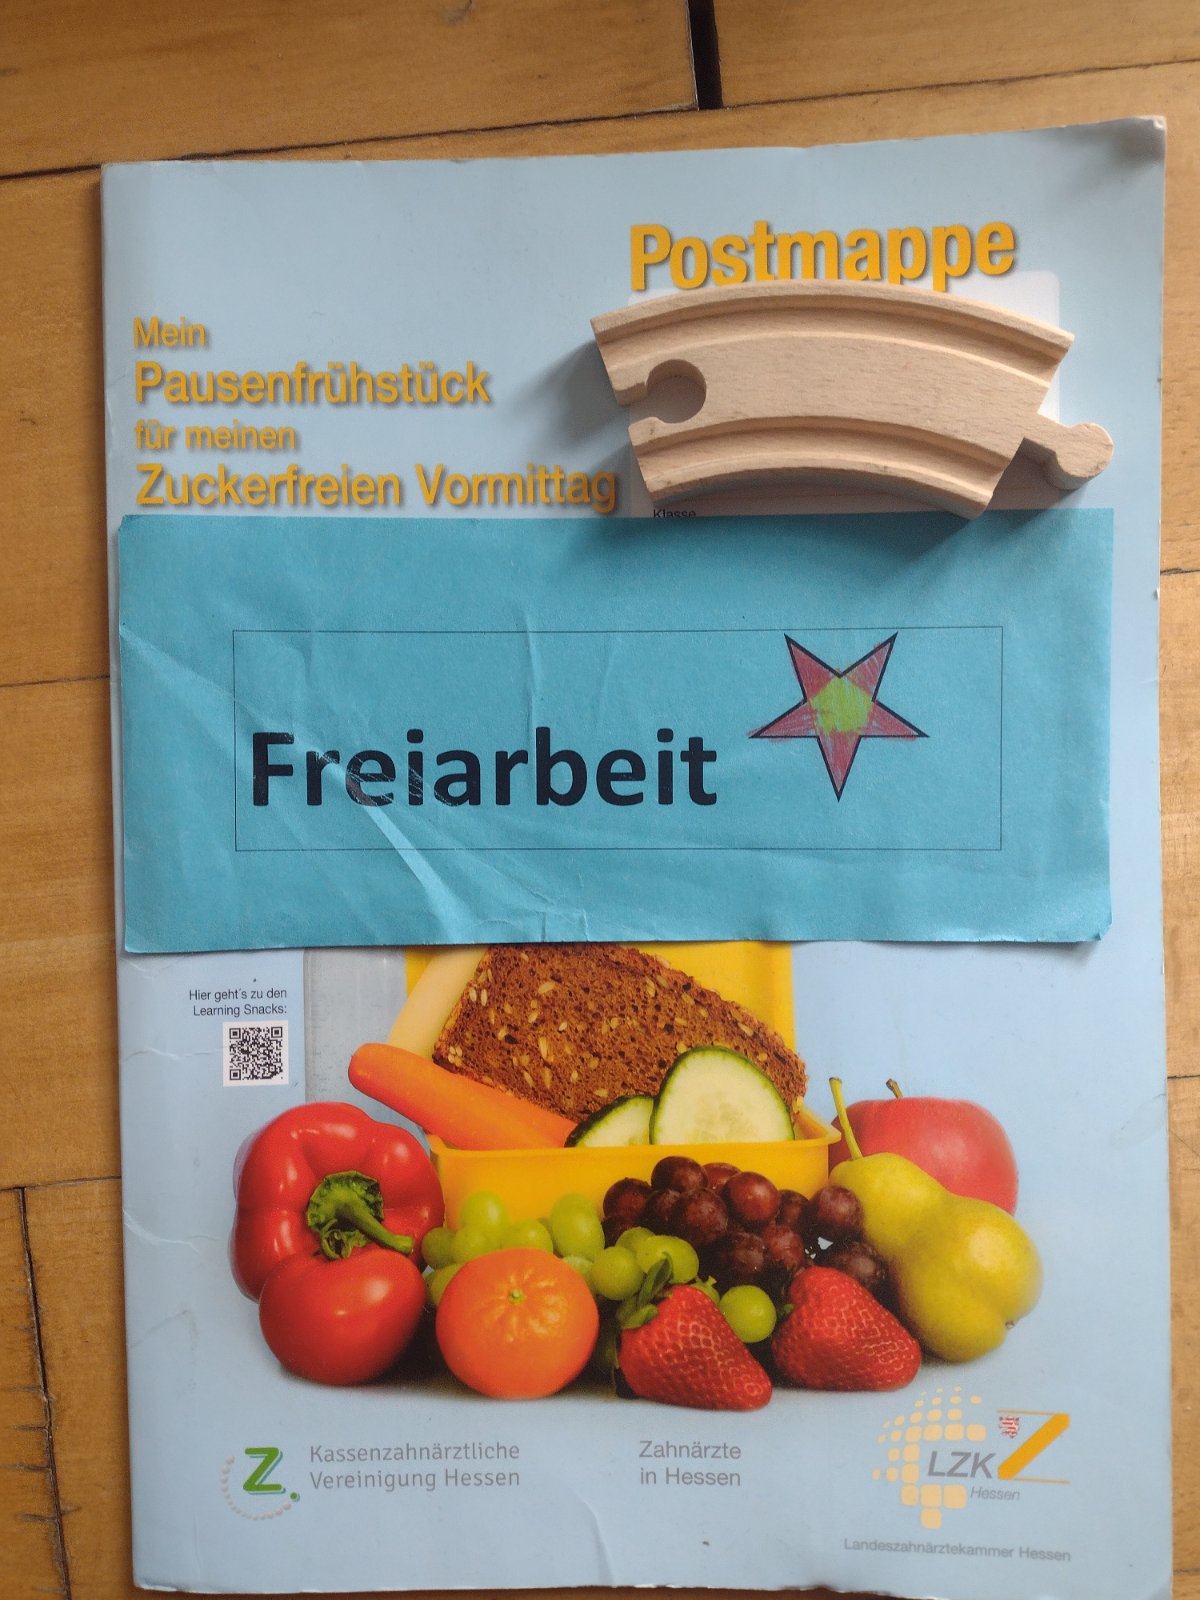 Postmappe
Mein
Pausenfrühstück
für meinen
Zuckerfreien Vormittag
Klasse
Freiarbeit
Hier geht´s zu den
Learning Snacks:
Z
Kassenzahnärztliche
Vereinigung Hessen
Zahnärzte
in Hessen
LZK
Hessen
Landeszahnärztekammer Hessen